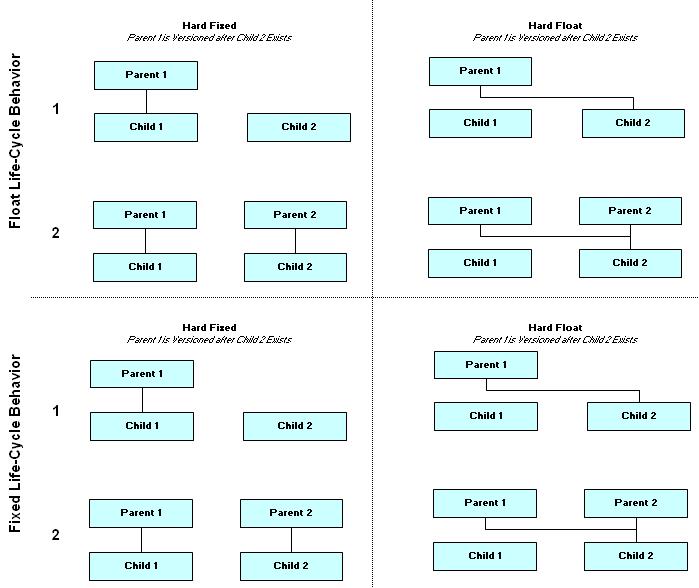 Float Life-Cycle Behavior
Hard Fixed
Parent 1 is Versioned after Child 2 Exists
1
Parent 1
Child 1
Child 2
2
Parent 1
Parent 2
Child 1
Child 2
Hard Float
Parent 1 is Versioned after Child 2 Exists
Parent 1
Child 1
Child 2
Parent 1
Parent 2
Child 1
Child 2
Fixed Life-Cycle Behavior
Hard Fixed
Parent 1 is Versioned after Child 2 Exists
1
Parent 1
Child 1
Child 2
2
Parent 1
Parent 2
Child 1
Child 2
Hard Float
Parent 1 is Versioned after Child 2 Exists
Parent 1
Child 1
Child 2
Parent 1
Parent 2
Child 1
Child 2